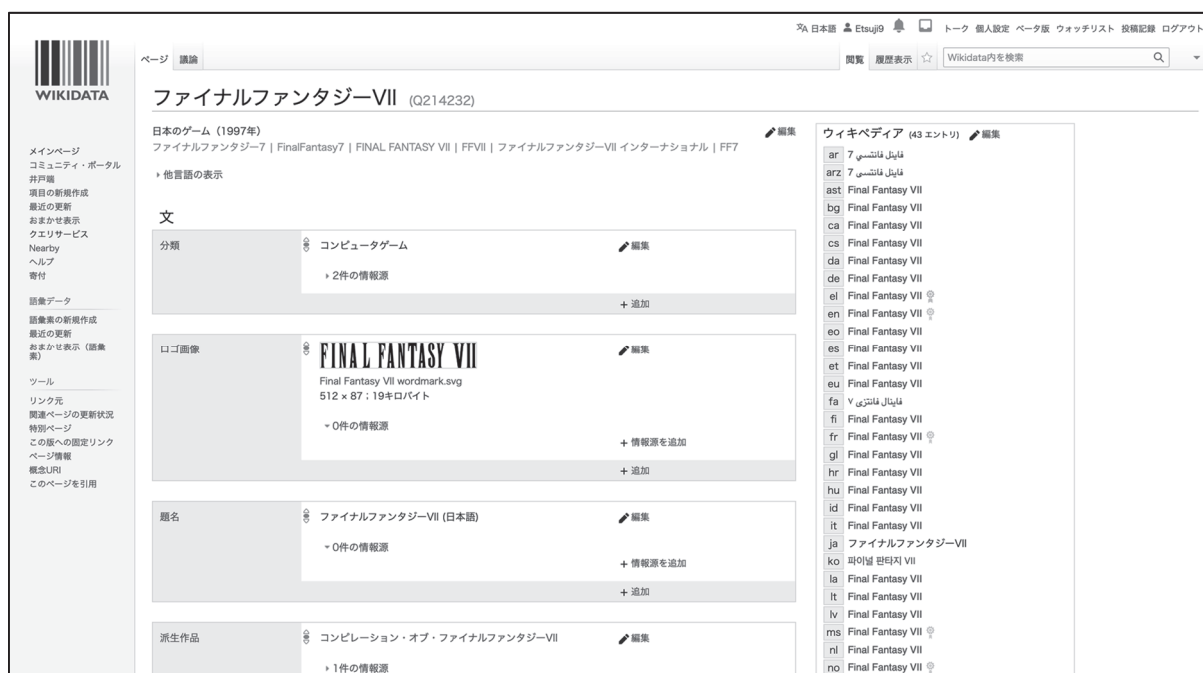 日本語 Etsuji9 トーク 個人設定 ベータ版 ウォッチリスト 投稿記録 ログアウト
WIKIDATA
ページ 議論
閲覧 履歴表示 Wikidata内を検索
ファイナルファンタジーVII (Q214232)
日本のゲーム（1997年） 編集
ファイナルファンタジー7 | FinalFantasy7 | FINAL FANTASY VII | FFVII | ファイナルファンタジーVII インターナショナル | FF7
他言語の表示
メインページ
コミュニティ・ポータル
井戸端
項目の新規作成
最近の更新
おまかせ表示
クエリサービス
Nearby
ヘルプ
寄付
語彙データ
語彙素の新規作成
最近の更新
おまかせ表示（語彙
素）
ツール
リンク元
関連ページの更新状況
特別ページ
この版への固定リンク
ページ情報
概念URI
このページを引用
文
分類 コンピュータゲーム 編集
2件の情報源
+ 追加
ロゴ画像 FINAL FANTASY VII 編集
Final Fantasy VII wordmark.svg
512 × 87；19キロバイト
0件の情報源
+ 情報源を追加
+ 追加
題名 ファイナルファンタジーVII (日本語) 編集
0件の情報源
+ 情報源を追加
+ 追加
派生作品 コンピレーション・オブ・ファイナルファンタジーVII 編集
1件の情報源
ウィキペディア (43 エントリ) 編集
ar فاينل فانتسي 7
arz فاينل فانتسى 7
ast Final Fantasy VII
bg Final Fantasy VII
ca Final Fantasy VII
cs Final Fantasy VII
da Final Fantasy VII
de Final Fantasy VII
el Final Fantasy VII
en Final Fantasy VII
eo Final Fantasy VII
es Final Fantasy VII
et Final Fantasy VII
eu Final Fantasy VII
fa فاینال فانتزی ۷
fi Final Fantasy VII
fr Final Fantasy VII
gl Final Fantasy VII
hr Final Fantasy VII
hu Final Fantasy VII
id Final Fantasy VII
it Final Fantasy VII
ja ファイナルファンタジーVII
ko 파이널 판타지 VII
la Final Fantasy VII
lt Final Fantasy VII
lv Final Fantasy VII
ms Final Fantasy VII
nl Final Fantasy VII
no Final Fantasy VII